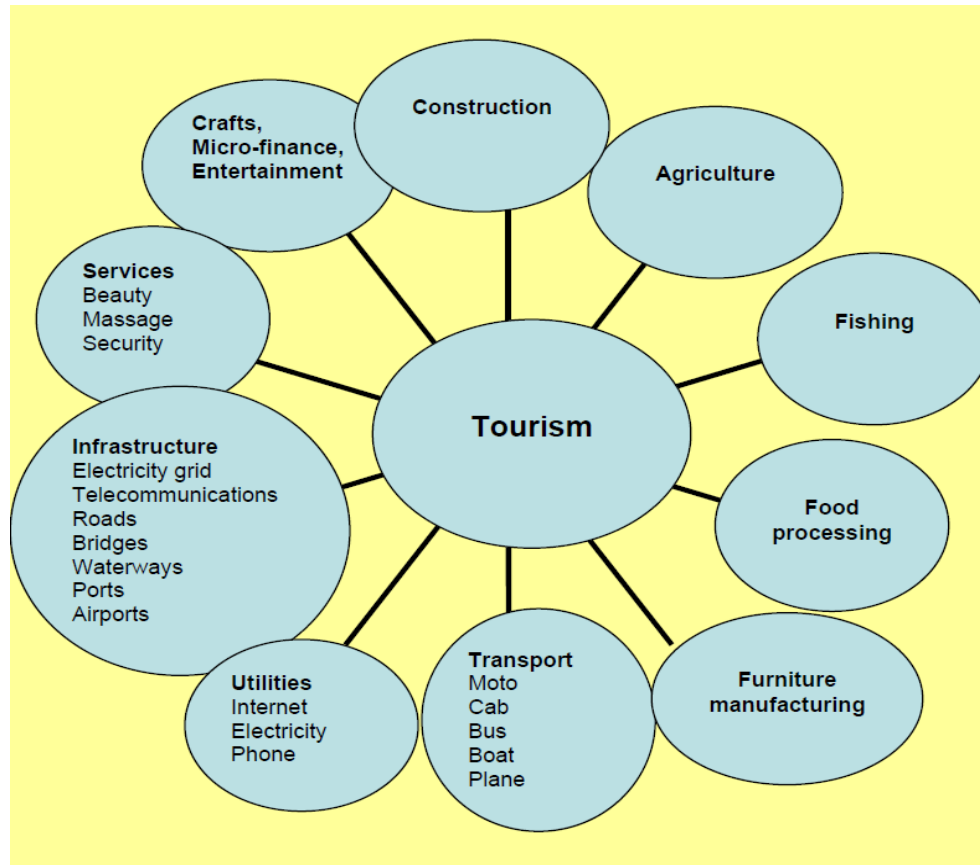 Construction
Crafts,
Micro-finance,
Entertainment
Agriculture
Services
Beauty
Massage
Security
Fishing
Tourism
Infrastructure
Electricity grid
Telecommunications
Roads
Bridges
Waterways
Ports
Airports
Food
processing
Utilities
Internet
Electricity
Phone
Transport
Moto
Cab
Bus
Boat
Plane
Furniture
manufacturing